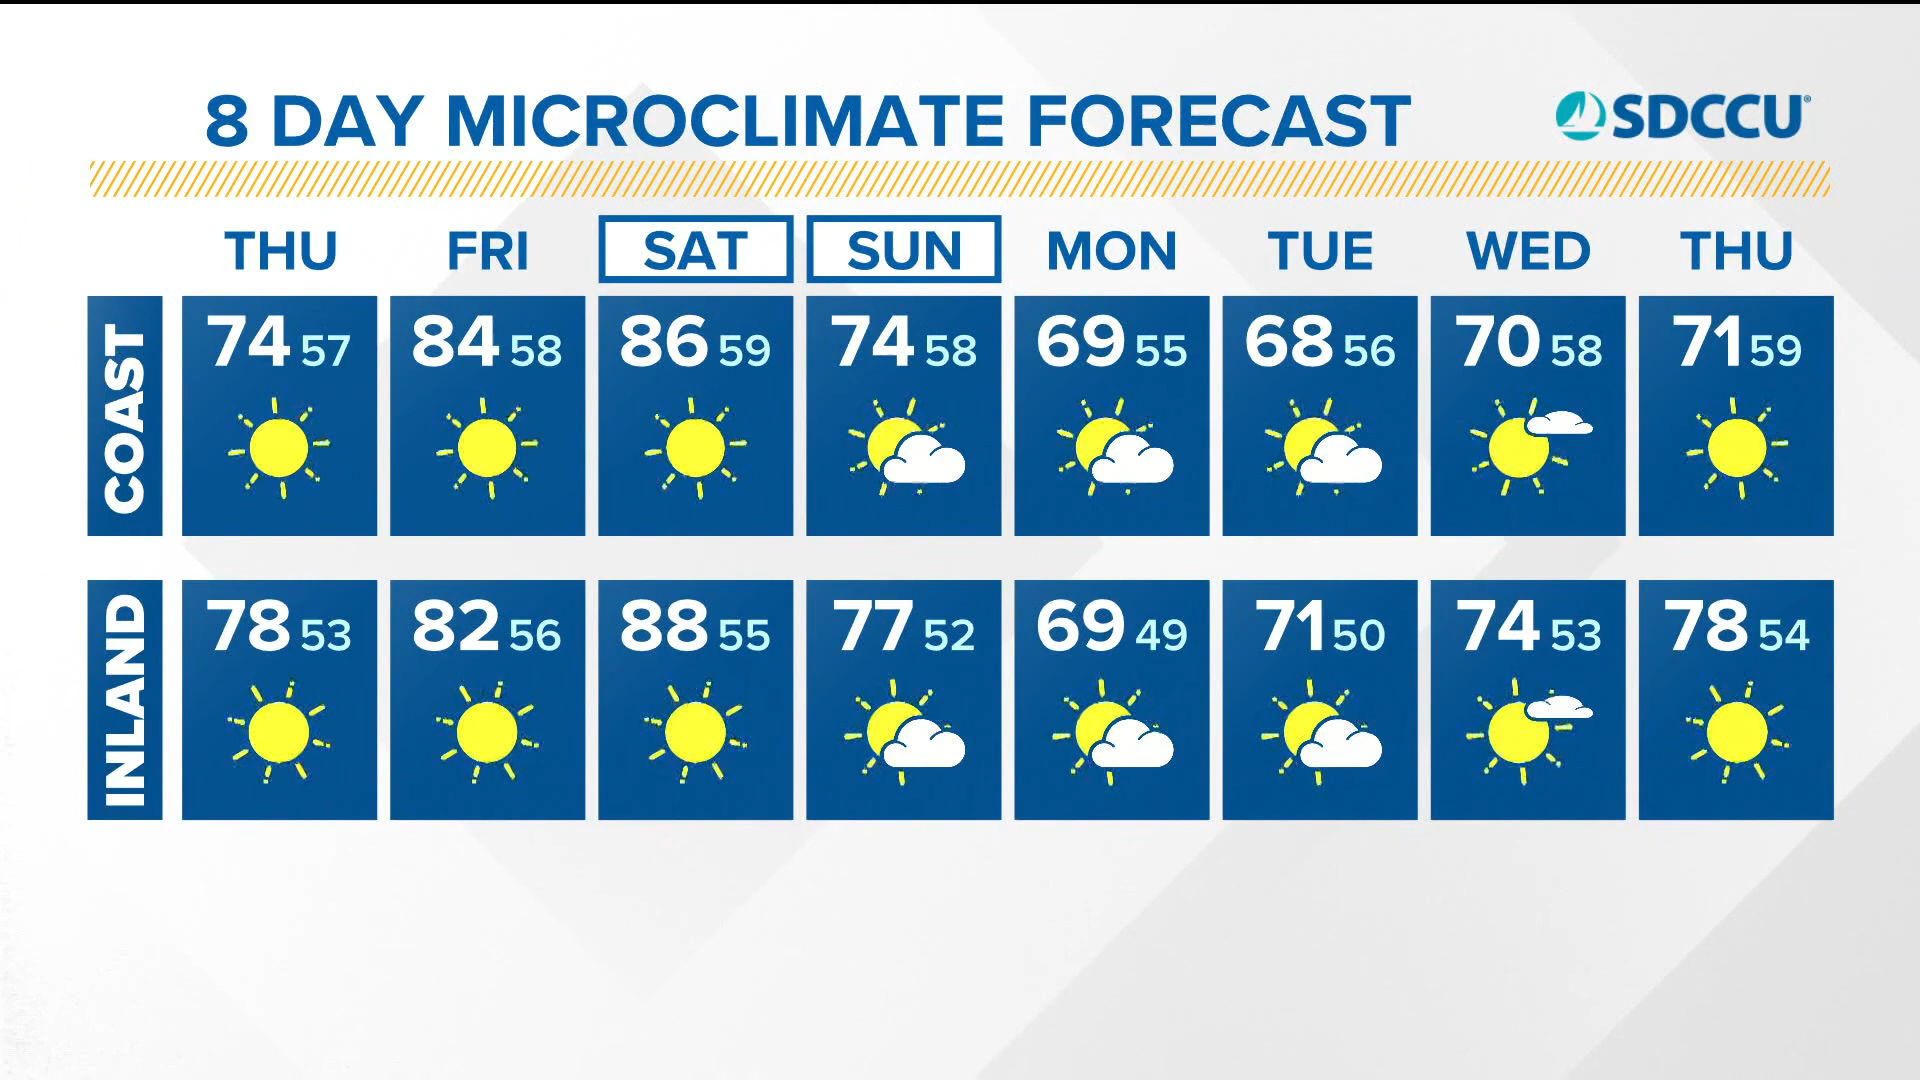 8 DAY MICROCLIMATE FORECAST
SDCCU®
THU FRI SAT SUN MON TUE WED THU
COAST
74 57 84 58 86 59 74 58 69 55 68 56 70 58 71 59
INLAND
78 53 82 56 88 55 77 52 69 49 71 50 74 53 78 54